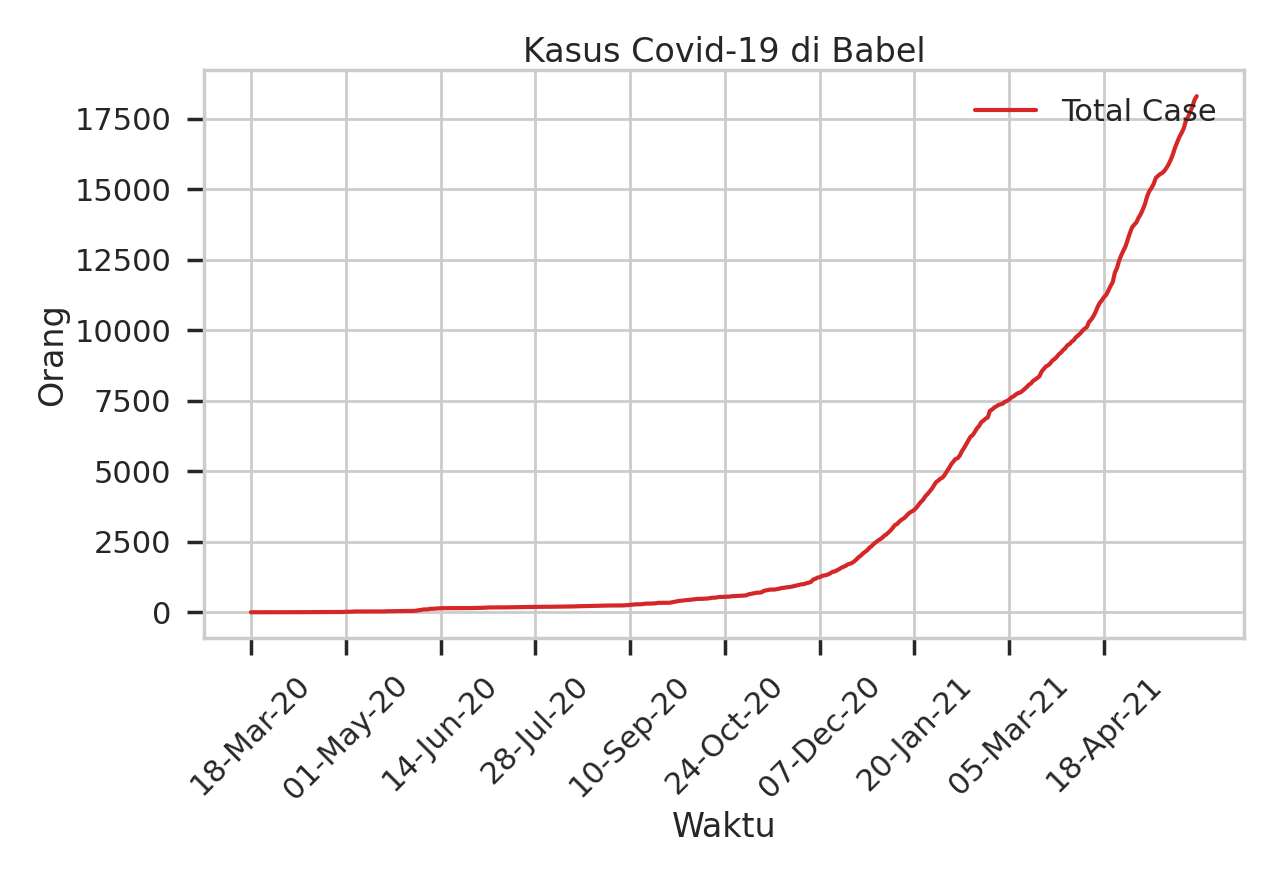 Kasus Covid-19 di Babel
Total Case
17500
15000
12500
10000
7500
5000
2500
0
Orang
18-Mar-20
01-May-20
14-Jun-20
28-Jul-20
10-Sep-20
24-Oct-20
07-Dec-20
20-Jan-21
05-Mar-21
18-Apr-21
Waktu